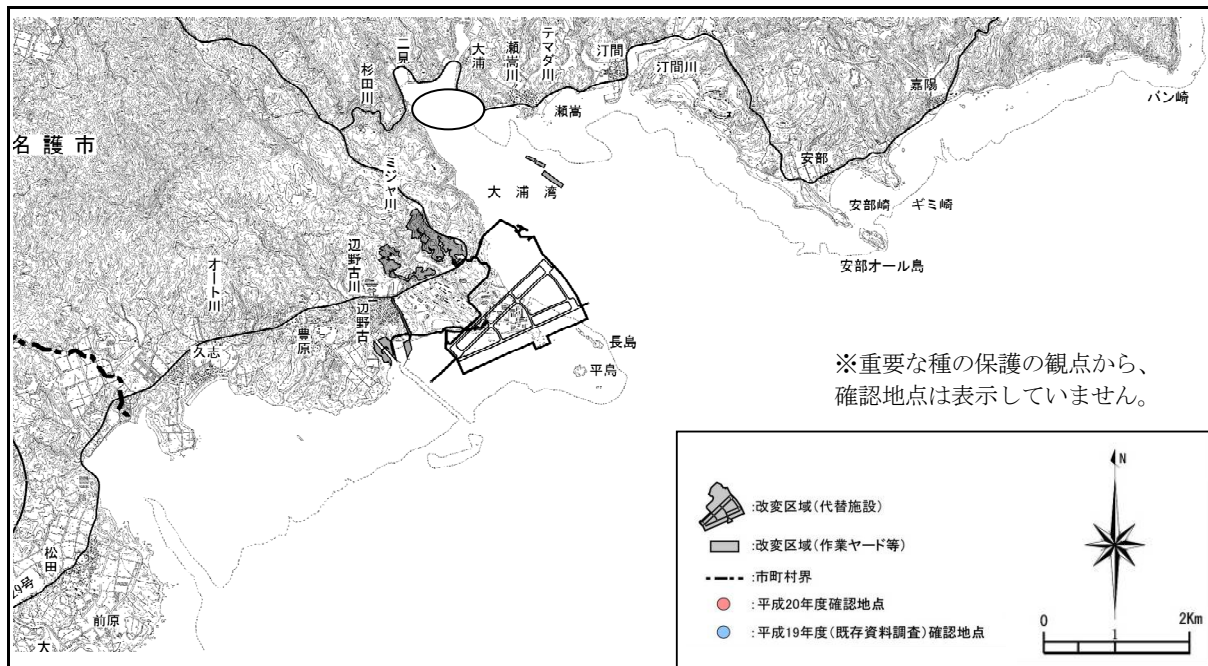 名護市
杉田川
二見
大浦
瀬嵩川
テマダ川
汀間
汀間川
瀬嵩
嘉陽
バン崎
安部
安部崎
ギミ崎
安部オール島
大浦湾
ミジャ川
辺野古川
辺野古
オート川
久志
豊原
長島
平島
松田
29号
前原
大
※重要な種の保護の観点から、
確認地点は表示していません。
:改変区域(代替施設)
:改変区域(作業ヤード等)
:市町村界
:平成20年度確認地点
:平成19年度(既存資料調査)確認地点
N
0 1 2Km